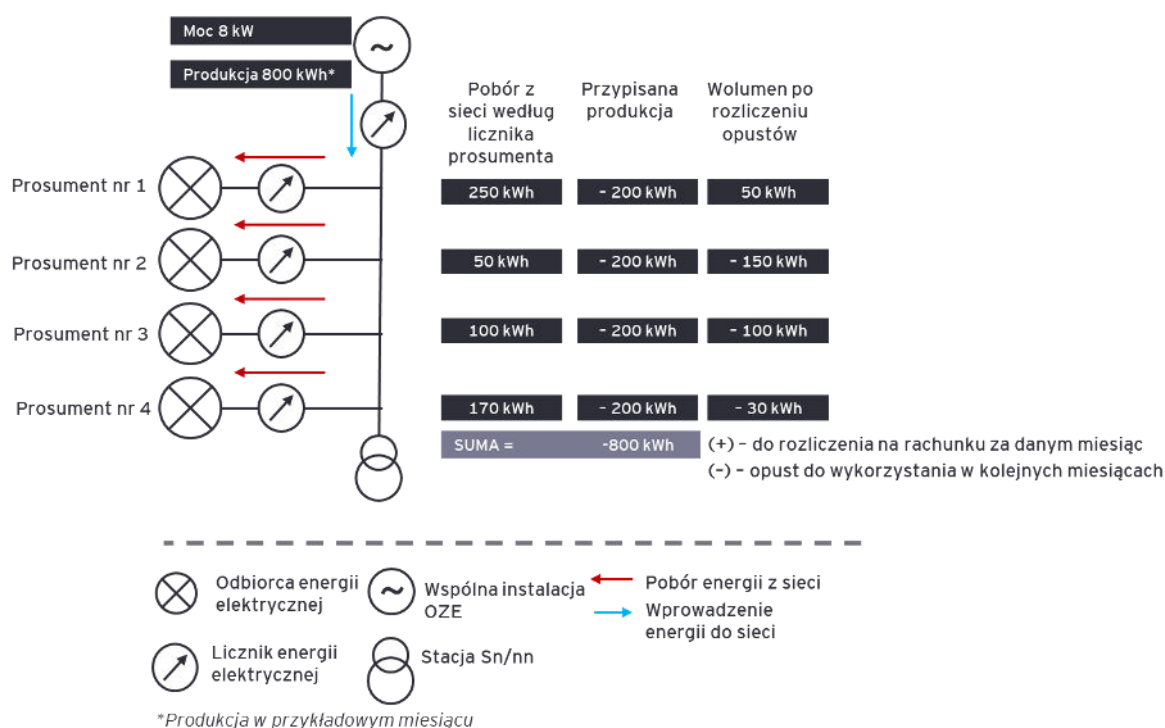 Moc 8 kW
Produkcja 800 kWh*
Pobór z
sieci według
licznika
prosumenta
Przypisana
produkcja
Wolumen po
rozliczeniu
opustów
Prosument nr 1
250 kWh
– 200 kWh
50 kWh
Prosument nr 2
50 kWh
– 200 kWh
– 150 kWh
Prosument nr 3
100 kWh
– 200 kWh
– 100 kWh
Prosument nr 4
170 kWh
– 200 kWh
– 30 kWh
SUMA =
-800 kWh
(+) – do rozliczenia na rachunku za danym miesiąc
(–) – opust do wykorzystania w kolejnych miesiącach
Odbiorca energii
elektrycznej
Wspólna instalacja
OZE
Pobór energii z sieci
Wprowadzenie
energii do sieci
Licznik energii
elektrycznej
Stacja Sn/nn
*Produkcja w przykładowym miesiącu